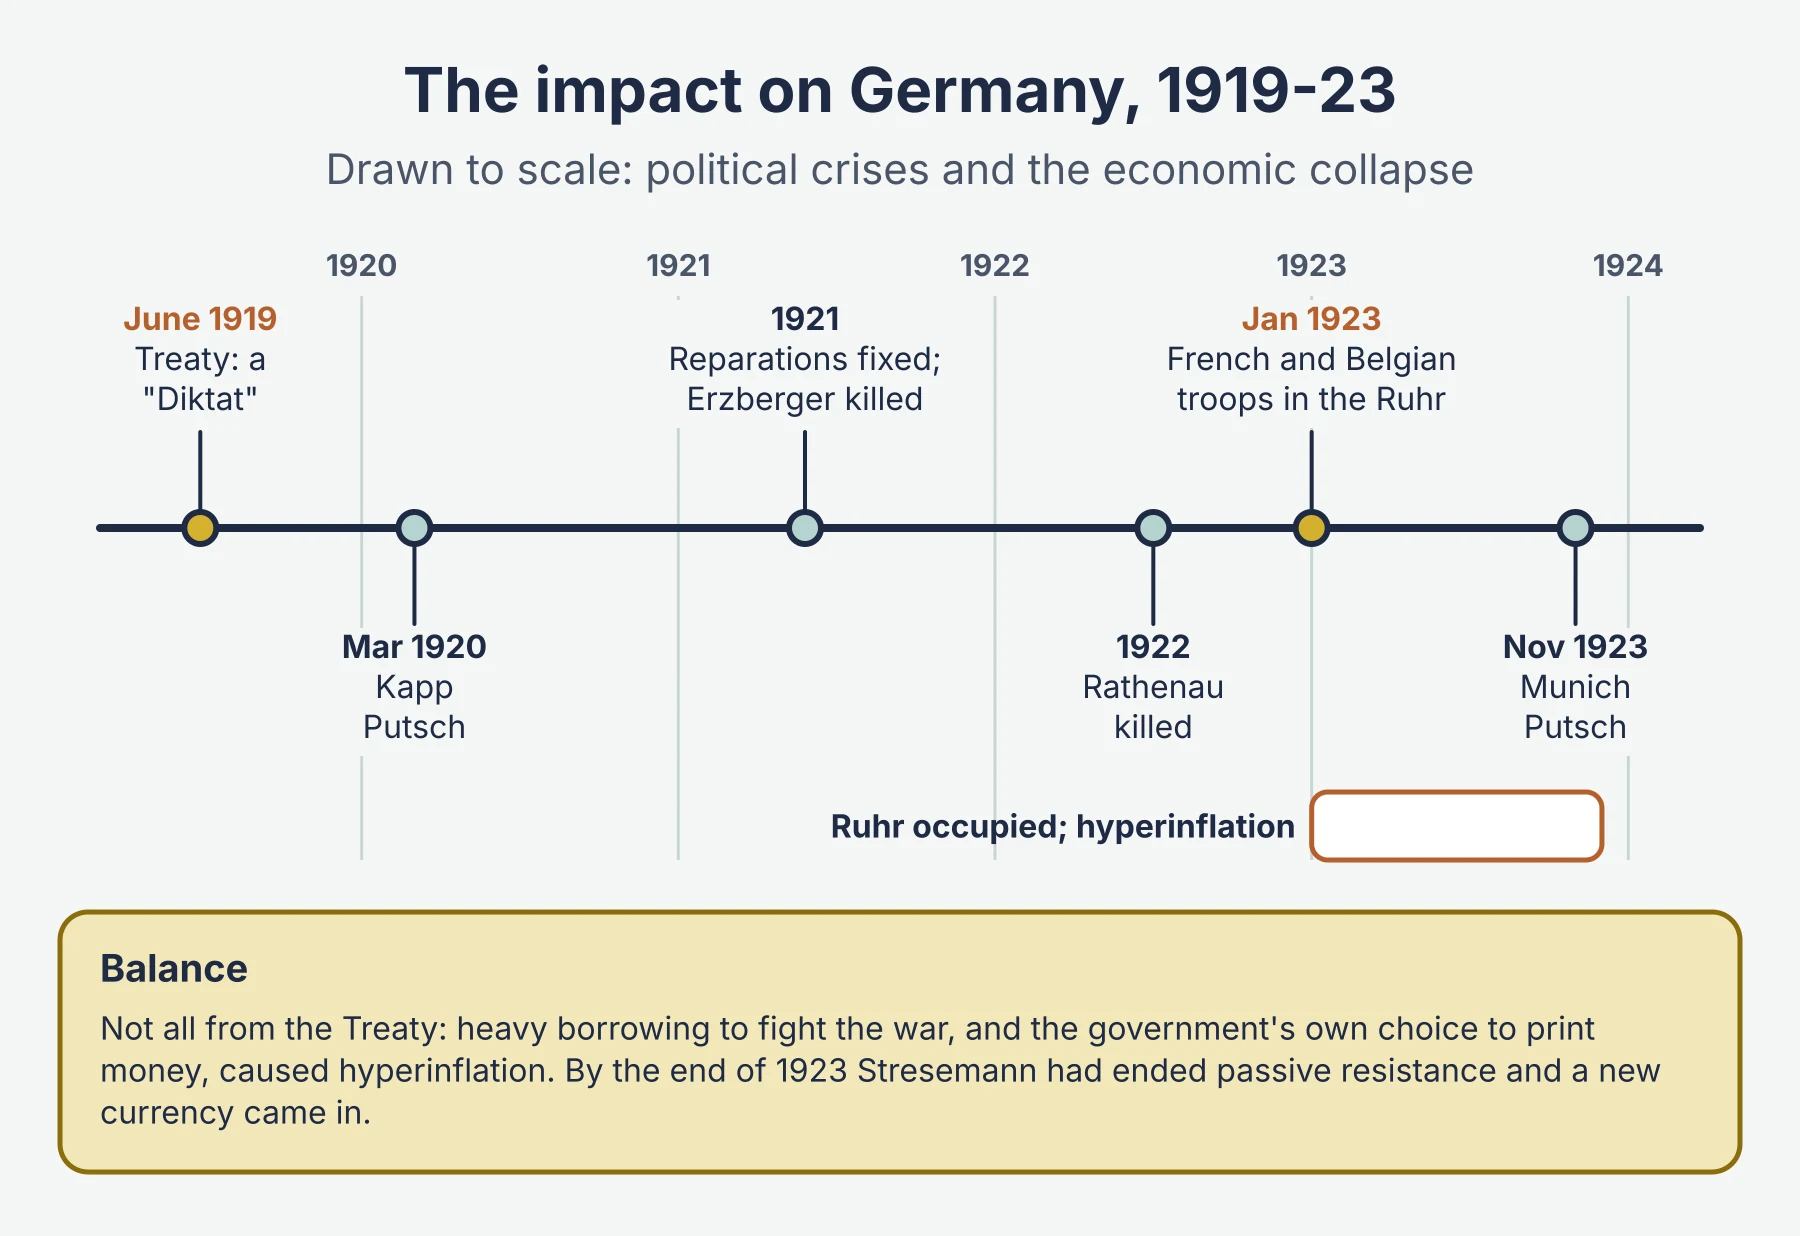 The impact on Germany, 1919-23
Drawn to scale: political crises and the economic collapse
1920
1921
1922
1923
1924
June 1919
Treaty: a
"Diktat"
1921
Reparations fixed;
Erzberger killed
Jan 1923
French and Belgian
troops in the Ruhr
Mar 1920
Kapp
Putsch
1922
Rathenau
killed
Nov 1923
Munich
Putsch
Ruhr occupied; hyperinflation
Balance
Not all from the Treaty: heavy borrowing to fight the war, and the government's own choice to print
money, caused hyperinflation. By the end of 1923 Stresemann had ended passive resistance and a new
currency came in.